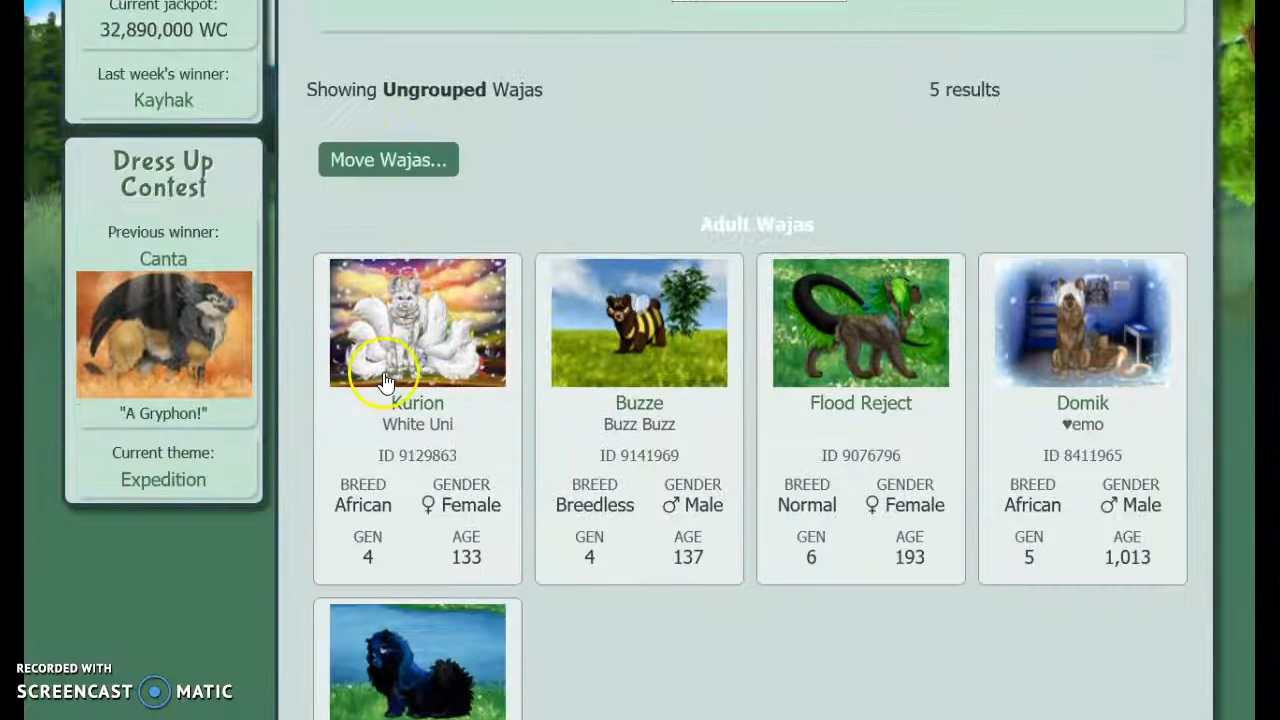 Current jackpot:
32,890,000 WC
Last week's winner:
Kayhak
Dress Up
Contest
Previous winner:
Canta
"A Gryphon!"
Current theme:
Expedition
Showing Ungrouped Wajas
5 results
Move Wajas...
Adult Wajas
Kurion
White Uni
ID 9129863
BREED GENDER
African ♀ Female
GEN AGE
4 133
Buzze
Buzz Buzz
ID 9141969
BREED GENDER
Breedless ♂ Male
GEN AGE
4 137
Flood Reject
ID 9076796
BREED GENDER
Normal ♀ Female
GEN AGE
6 193
Domik
♥emo
ID 8411965
BREED GENDER
African ♂ Male
GEN AGE
5 1,013
RECORDED WITH
SCREENCAST MATIC